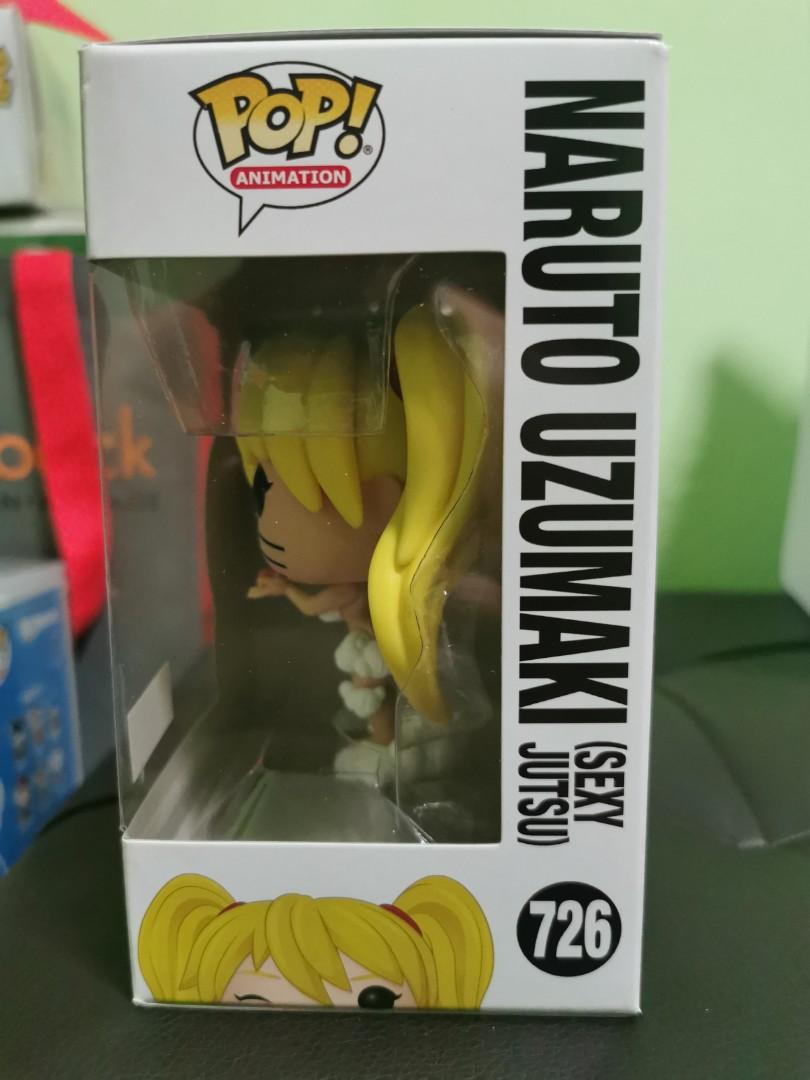 POP!
®
ANIMATION
NARUTO UZUMAKI
(SEXY
JUTSU)
726